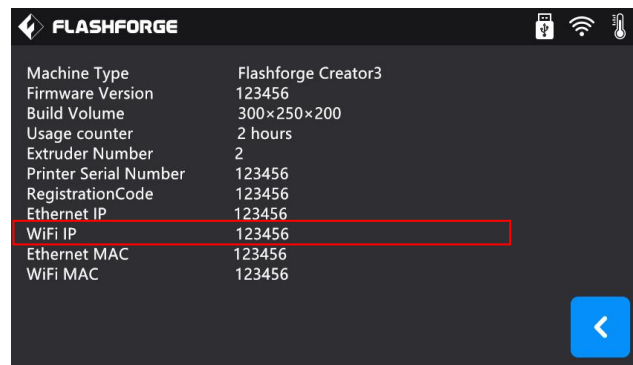 FLASHFORGE
Machine Type Flashforge Creator3
Firmware Version 123456
Build Volume 300×250×200
Usage counter 2 hours
Extruder Number 2
Printer Serial Number 123456
RegistrationCode 123456
Ethernet IP 123456
WiFi IP 123456
Ethernet MAC 123456
WiFi MAC 123456